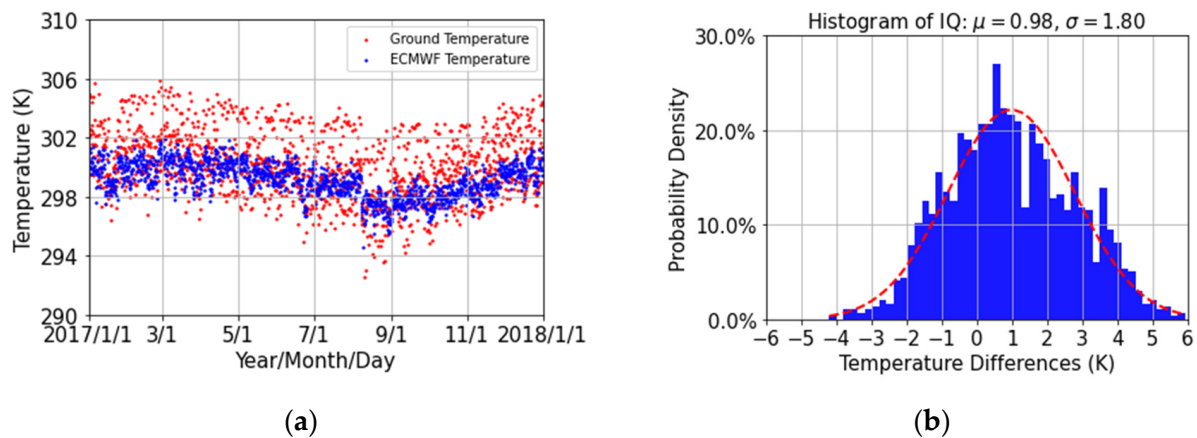 310
306
302
298
294
290
Temperature (K)
Ground Temperature
ECMWF Temperature
2017/1/1 3/1 5/1 7/1 9/1 11/1 2018/1/1
Year/Month/Day
(a)
Histogram of IQ: μ = 0.98, σ = 1.80
30.0%
20.0%
10.0%
0.0%
Probability Density
−6 −5 −4 −3 −2 −1 0 1 2 3 4 5 6
Temperature Differences (K)
(b)